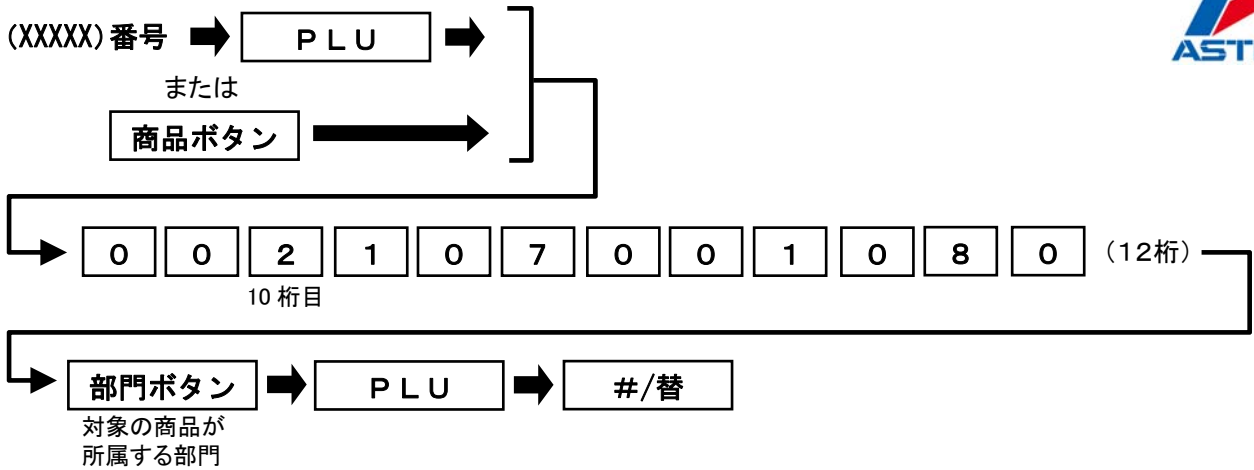 (XXXXX)番号 ＰＬＵ
または
商品ボタン
０ ０ ２ １ ０ ７ ０ ０ １ ０ ８ ０ （１２桁）
10 桁目
部門ボタン ＰＬＵ ＃/替
対象の商品が
所属する部門